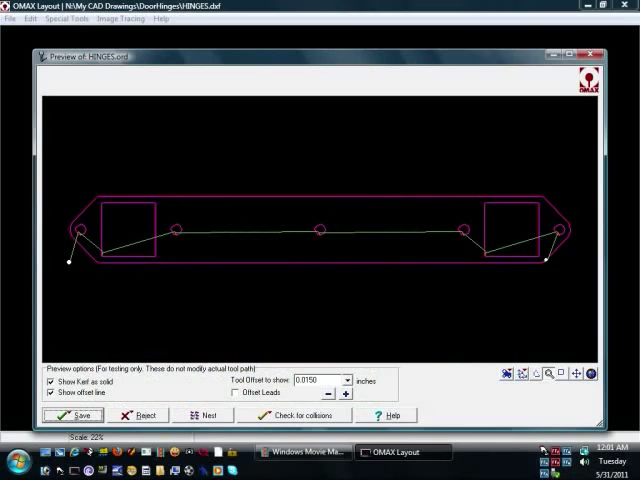 OMAX Layout | N:\My CAD Drawings\DoorHinges\HINGES.dxf
File Edit Special Tools Image Tracing Help
Preview of: HINGES.ord
OMAX
Preview options (For testing only. These do not modify actual tool path)
Show Kerf as solid
Tool Offset to show: 0.0150 inches
Show offset line
Offset Leads
Save Reject Nest Check for collisions Help
Scale: 22%
Windows Movie Ma...
OMAX Layout
12:01 AM
Tuesday
5/31/2011